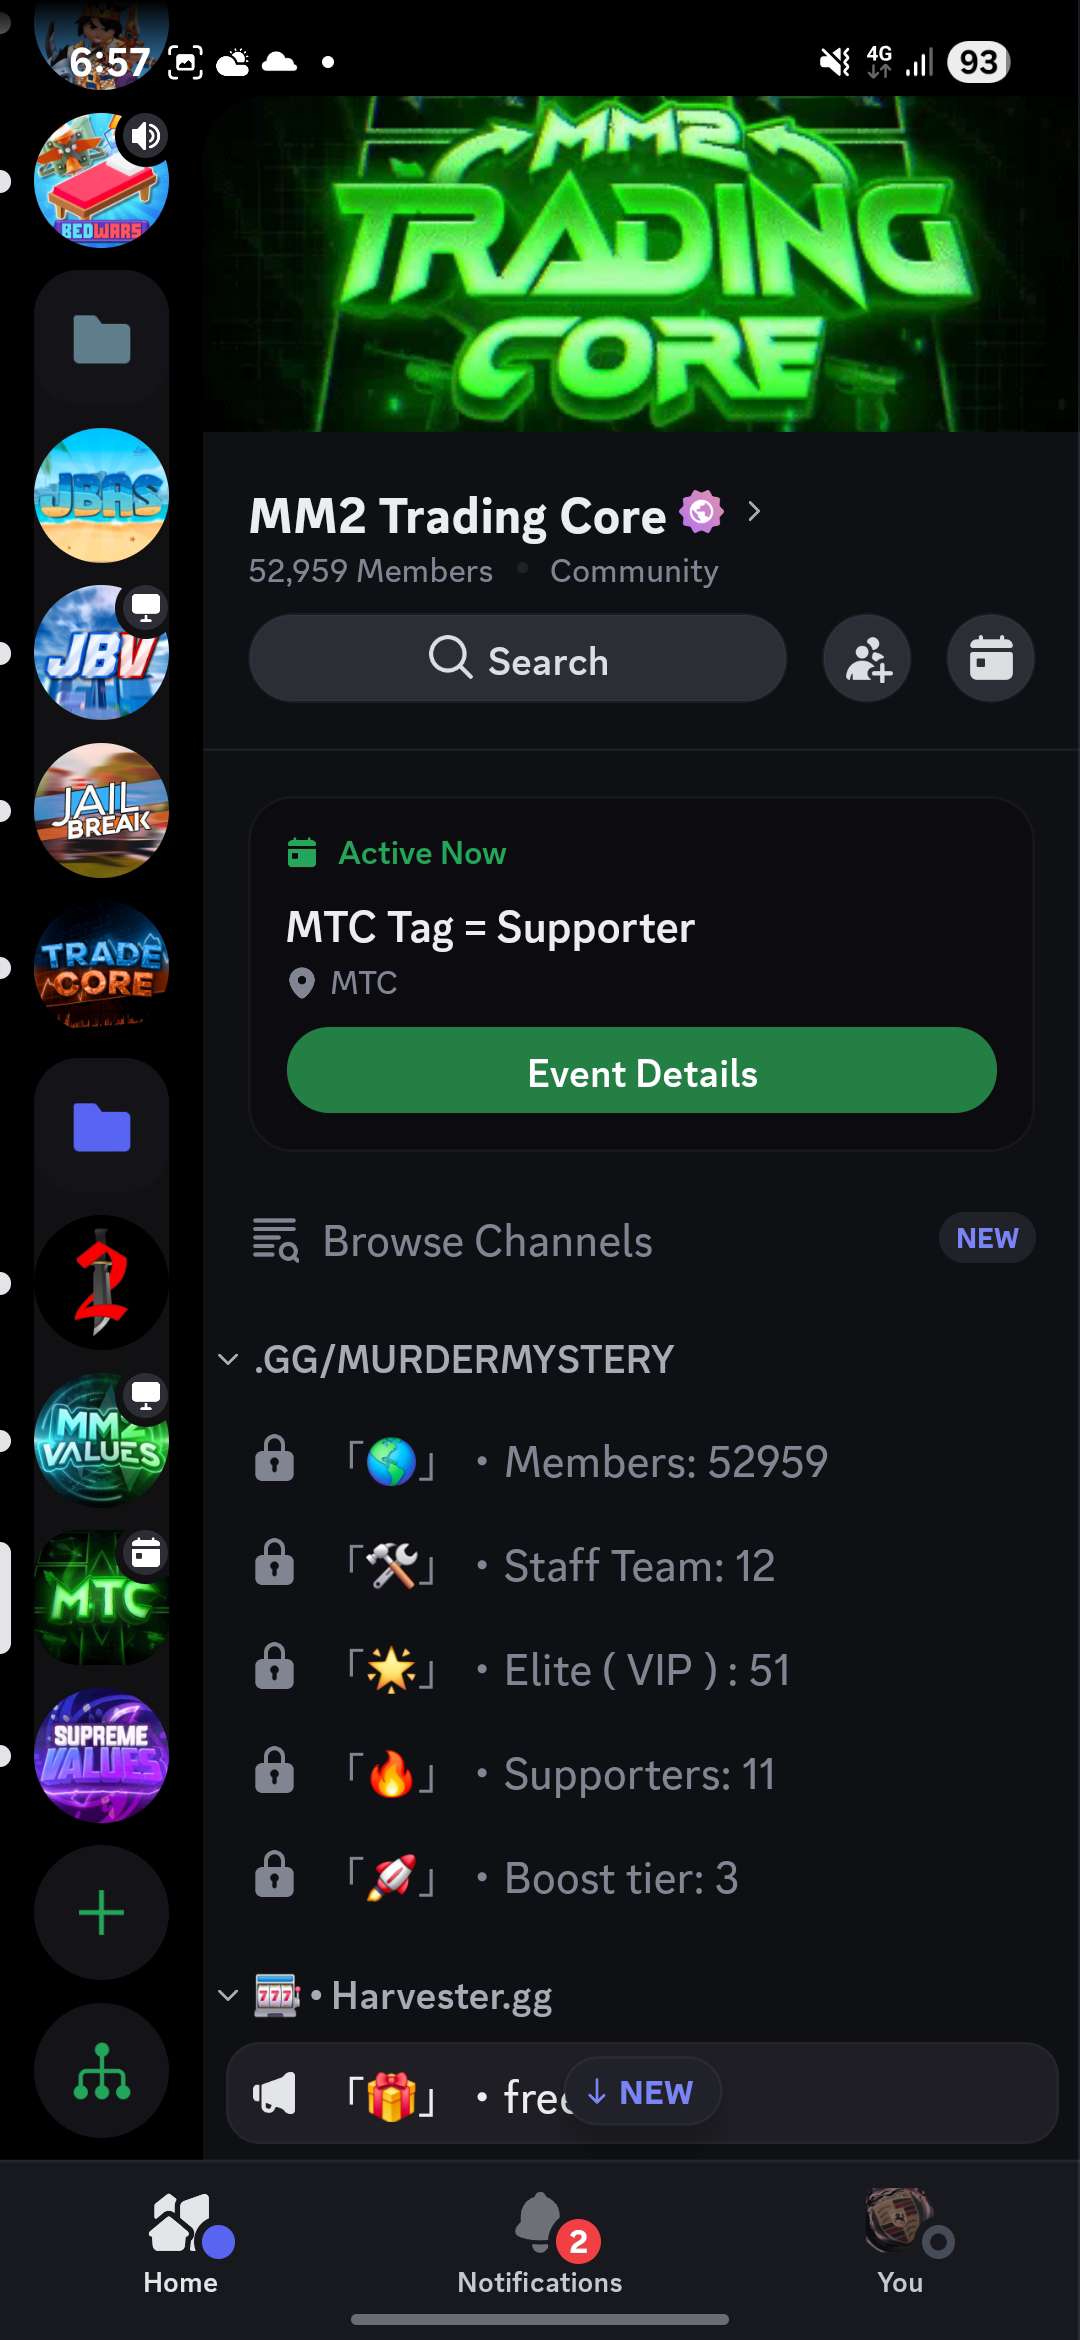 6:57
4G
93
BEDWARS
JBAS
JBV
JAIL
BREAK
TRADE
CORE
2
MM2
VALUES
MTC
SUPREME
VALUES
MM2
TRADING
CORE
MM2 Trading Core
52,959 Members • Community
Search
Active Now
MTC Tag = Supporter
MTC
Event Details
Browse Channels
NEW
.GG/MURDERMYSTERY
「🌎」 • Members: 52959
「🛠️」 • Staff Team: 12
「🌟」 • Elite ( VIP ) : 51
「🔥」 • Supporters: 11
「🚀」 • Boost tier: 3
🎰 • Harvester.gg
「🎁」 • free
↓ NEW
2
Home
Notifications
You